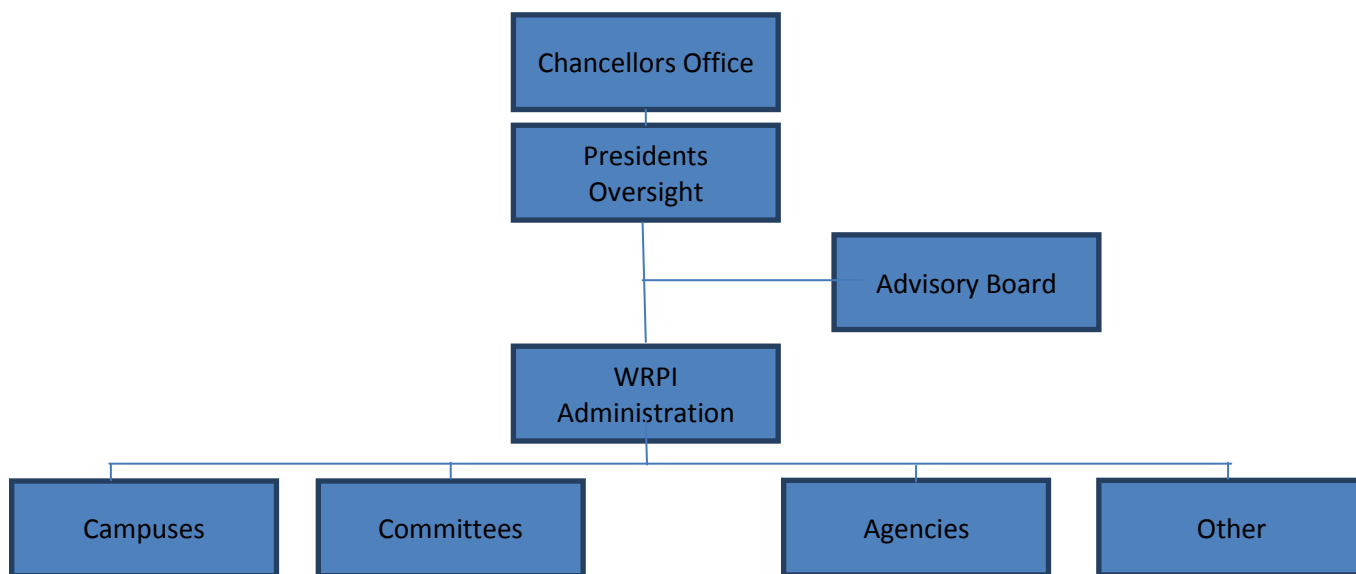 Chancellors Office
Presidents
Oversight
Advisory Board
WRPI
Administration
Campuses
Committees
Agencies
Other